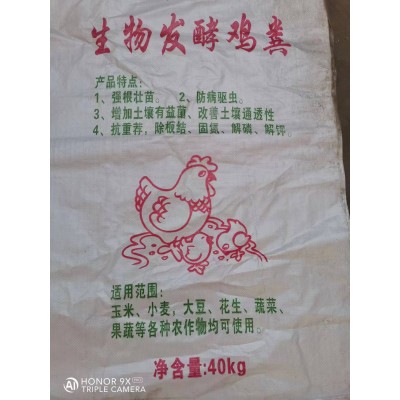 生物发酵鸡粪
产品特点：
1、强根壮苗。 2、防病驱虫。
3、增加土壤有益菌、改善土壤通透性
4、抗重茬，除板结、固氮、解磷、解钾
适用范围：
玉米、小麦，大豆、花生、蔬菜、
果蔬等各种农作物均可使用。
净含量:40kg
HONOR 9X
TRIPLE CAMERA